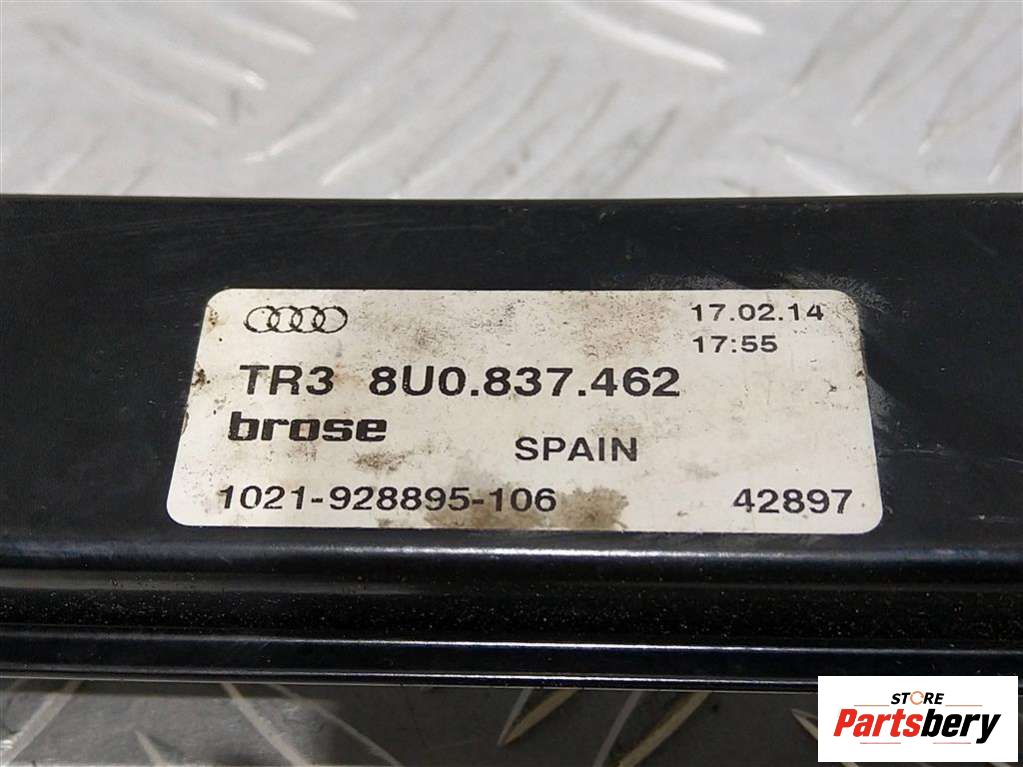 17.02.14
17:55
TR3 8U0.837.462
brose
SPAIN
1021-928895-106 42897
STORE
Partsbery